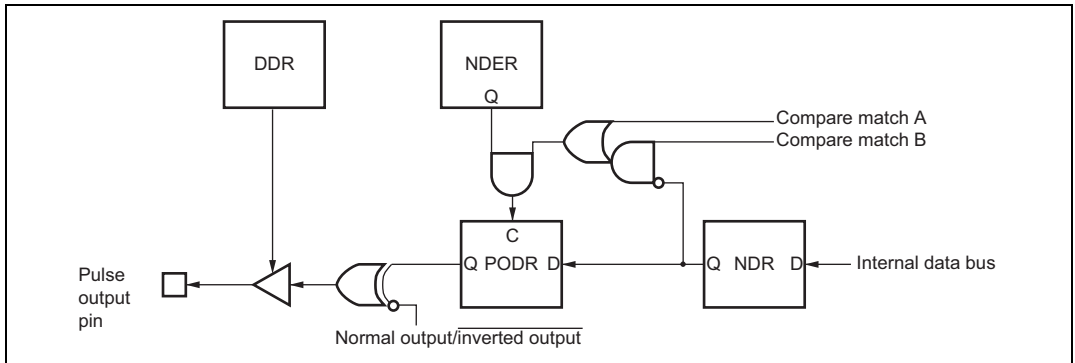 DDR
NDER
Q
Compare match A
Compare match B
C
Q PODR D
Q NDR D
Internal data bus
Pulse
output
pin
Normal output/inverted output